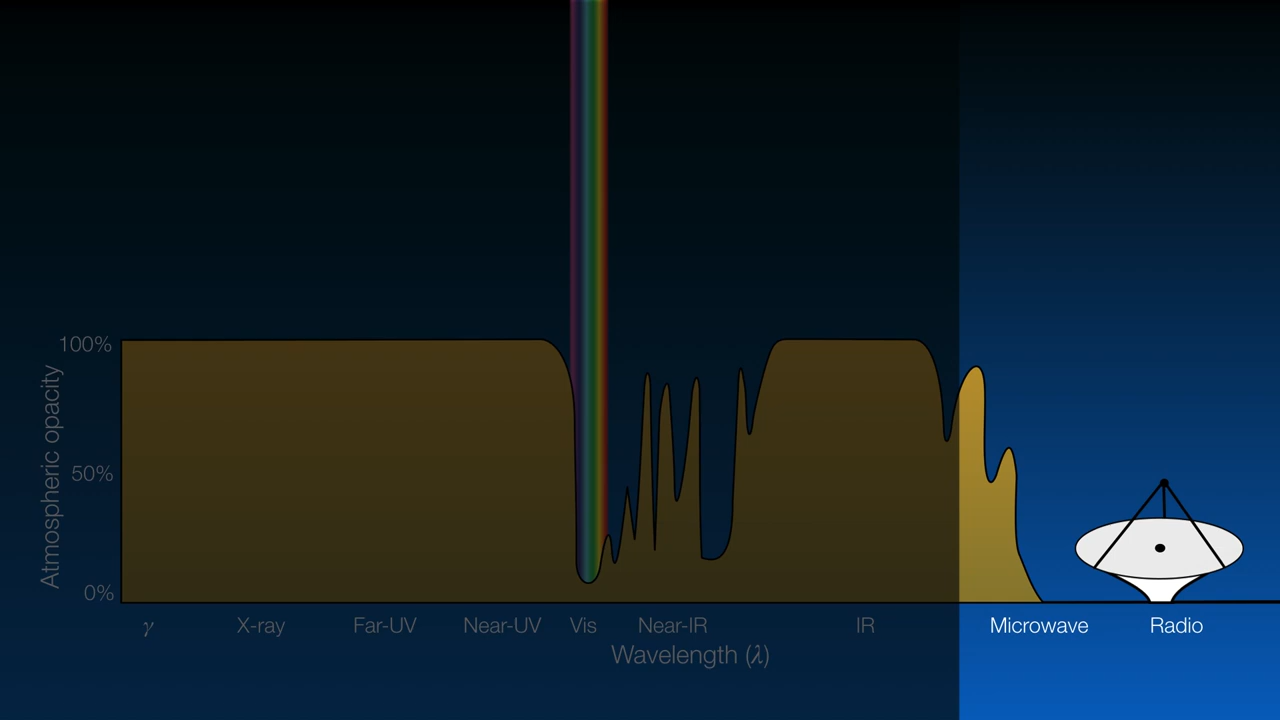 100%
50%
0%
Atmospheric opacity
γ X-ray Far-UV Near-UV Vis Near-IR IR Microwave Radio
Wavelength (λ)